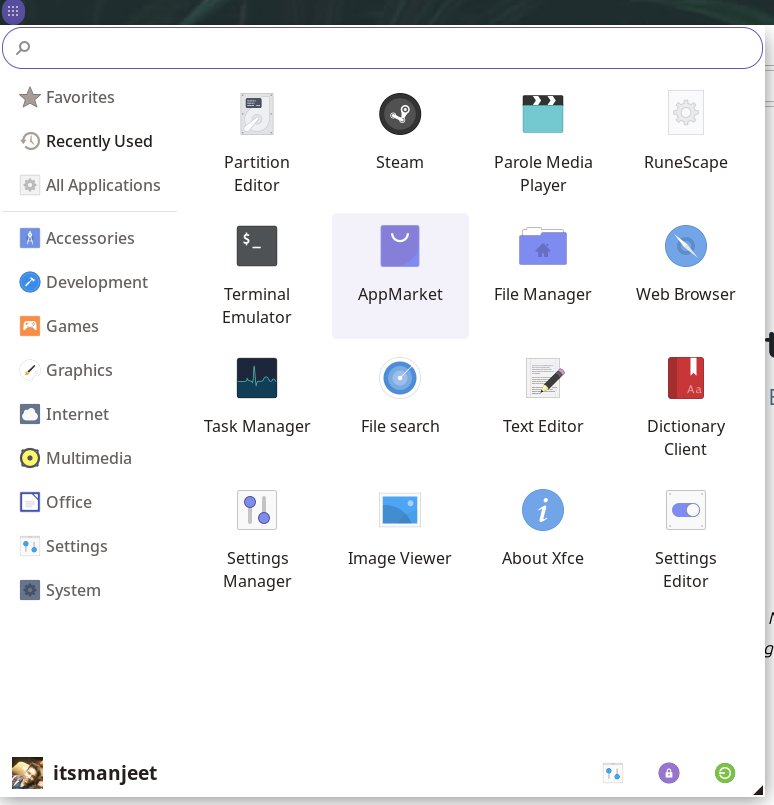 Favorites
Recently Used
All Applications
Accessories
Development
Games
Graphics
Internet
Multimedia
Office
Settings
System
Partition
Editor
Steam
Parole Media
Player
RuneScape
$_
Terminal
Emulator
AppMarket
File Manager
Web Browser
Task Manager
File search
Text Editor
Aa
Dictionary
Client
Settings
Manager
Image Viewer
i
About Xfce
Settings
Editor
itsmanjeet